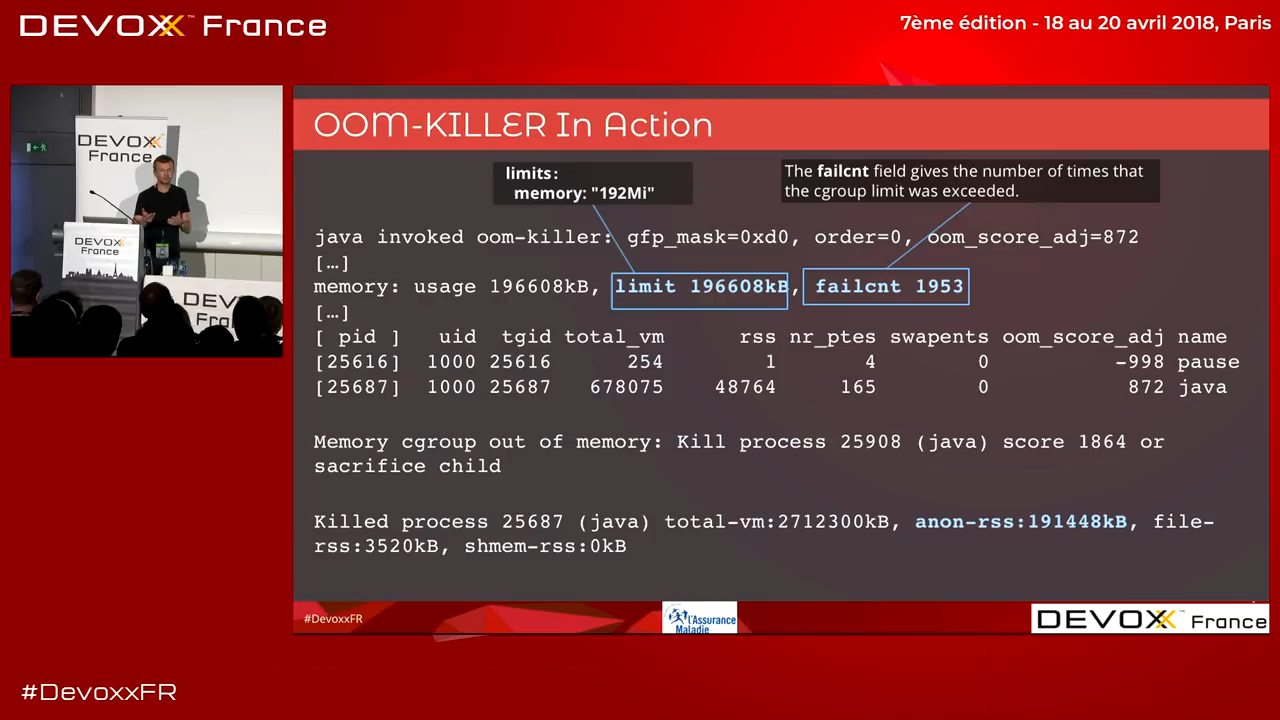 DEVOXX™ France
7ème édition - 18 au 20 avril 2018, Paris
DEVOXX
France
DEVOXX
France
DEVOXX
Fran
OOM-KILLER In Action
limits:
memory: "192Mi"
The failcnt field gives the number of times that
the cgroup limit was exceeded.
java invoked oom-killer: gfp_mask=0xd0, order=0, oom_score_adj=872
[…]
memory: usage 196608kB, limit 196608kB, failcnt 1953
[…]
[ pid ] uid tgid total_vm rss nr_ptes swapents oom_score_adj name
[25616] 1000 25616 254 1 4 0 -998 pause
[25687] 1000 25687 678075 48764 165 0 872 java
Memory cgroup out of memory: Kill process 25908 (java) score 1864 or
sacrifice child
Killed process 25687 (java) total-vm:2712300kB, anon-rss:191448kB, file-
rss:3520kB, shmem-rss:0kB
#DevoxxFR
l'Assurance
Maladie
DEVOXX™ France
#DevoxxFR